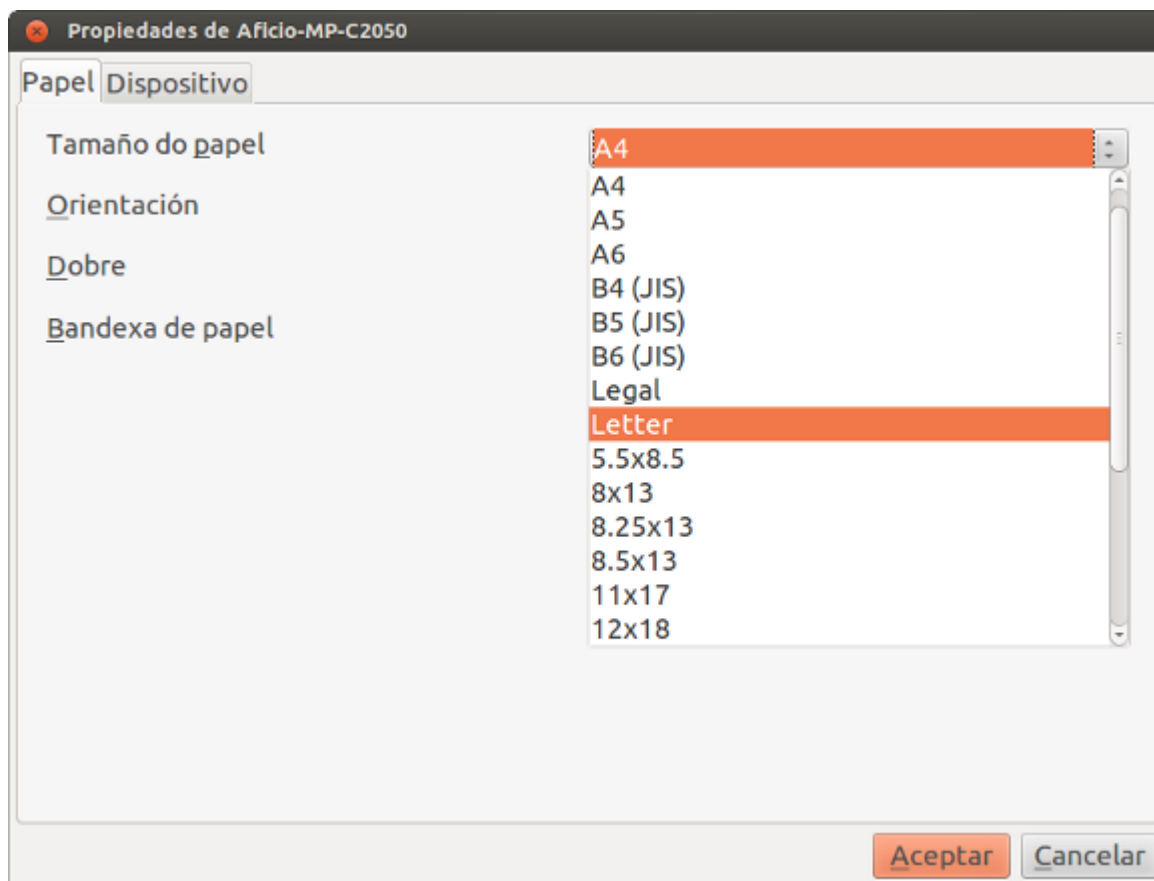 Propiedades de Aficio-MP-C2050
Papel Dispositivo
Tamaño do papel
A4
Orientación
Dobre
Bandexa de papel
A4
A5
A6
B4 (JIS)
B5 (JIS)
B6 (JIS)
Legal
Letter
5.5x8.5
8x13
8.25x13
8.5x13
11x17
12x18
Aceptar Cancelar